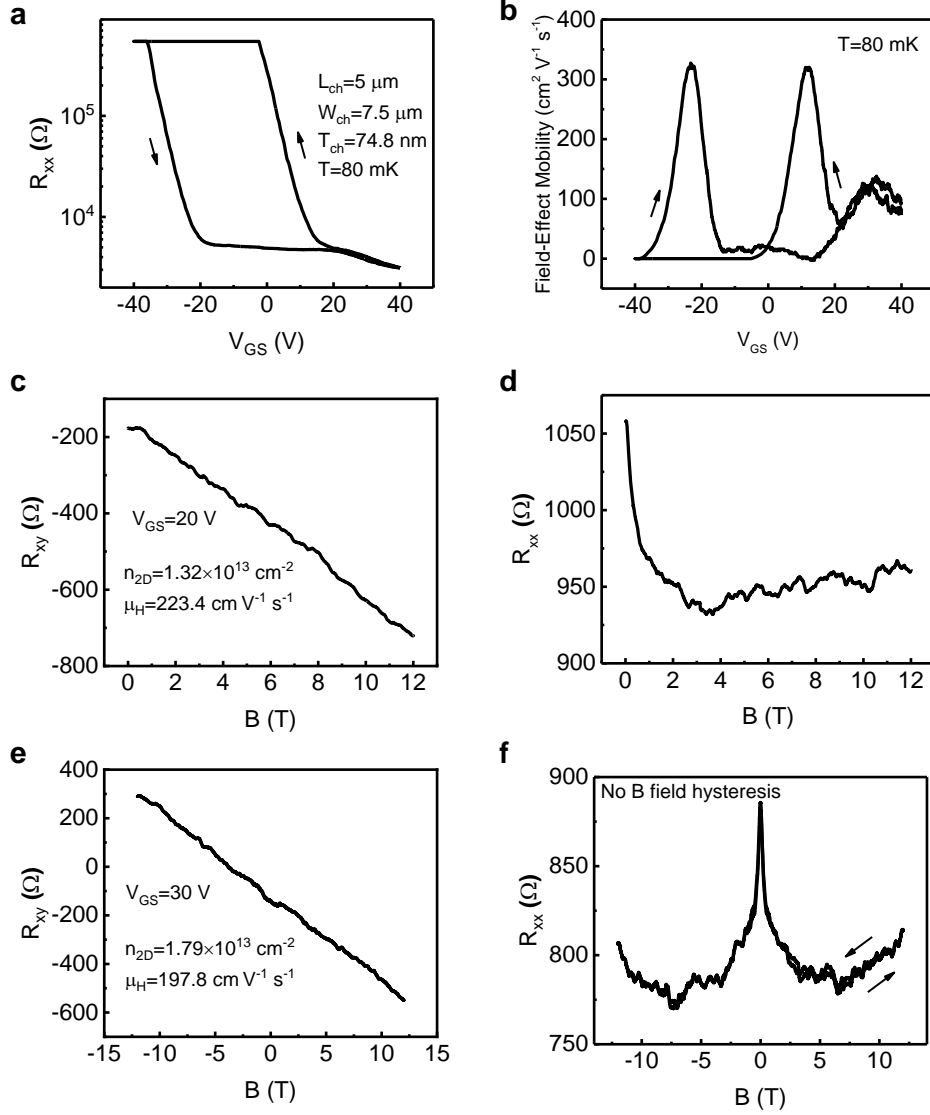 a
R_xx (Ω)
10^5
10^4
-40 -20 0 20 40
V_GS (V)
L_ch=5 μm
W_ch=7.5 μm
T_ch=74.8 nm
T=80 mK
b
Field-Effect Mobility (cm^2 V^-1 s^-1)
400
300
200
100
0
-40 -20 0 20 40
V_GS (V)
T=80 mK
c
R_xy (Ω)
-200
-400
-600
-800
0 2 4 6 8 10 12
B (T)
V_GS=20 V
n_2D=1.32×10^13 cm^-2
μ_H=223.4 cm V^-1 s^-1
d
R_xx (Ω)
1050
1000
950
900
0 2 4 6 8 10 12
B (T)
e
R_xy (Ω)
400
200
0
-200
-400
-600
-15 -10 -5 0 5 10 15
B (T)
V_GS=30 V
n_2D=1.79×10^13 cm^-2
μ_H=197.8 cm V^-1 s^-1
f
R_xx (Ω)
900
850
800
750
-10 -5 0 5 10
B (T)
No B field hysteresis